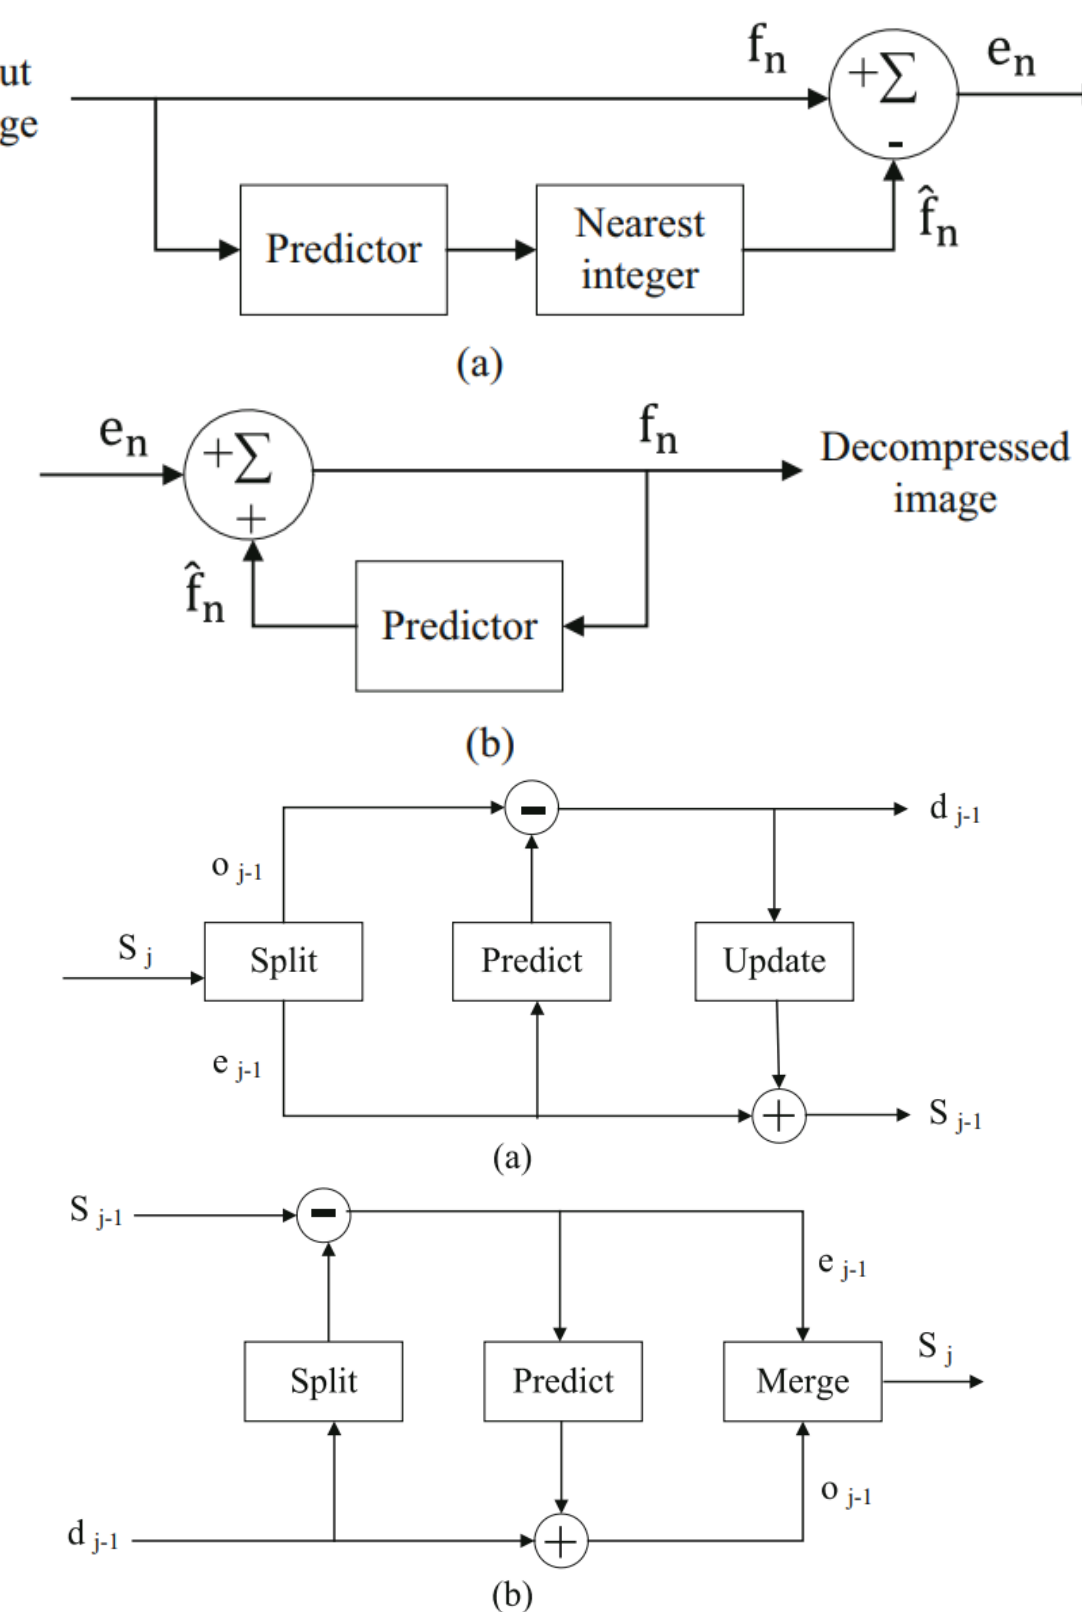 ut
ge
fₙ
+Σ
-
eₙ
Predictor
Nearest
integer
f̂ₙ
(a)
eₙ
+Σ
+
fₙ
Decompressed
image
f̂ₙ
Predictor
(b)
-
d j-1
o j-1
S j
Split
Predict
Update
e j-1
+
S j-1
(a)
S j-1
-
e j-1
Split
Predict
Merge
S j
o j-1
d j-1
+
(b)